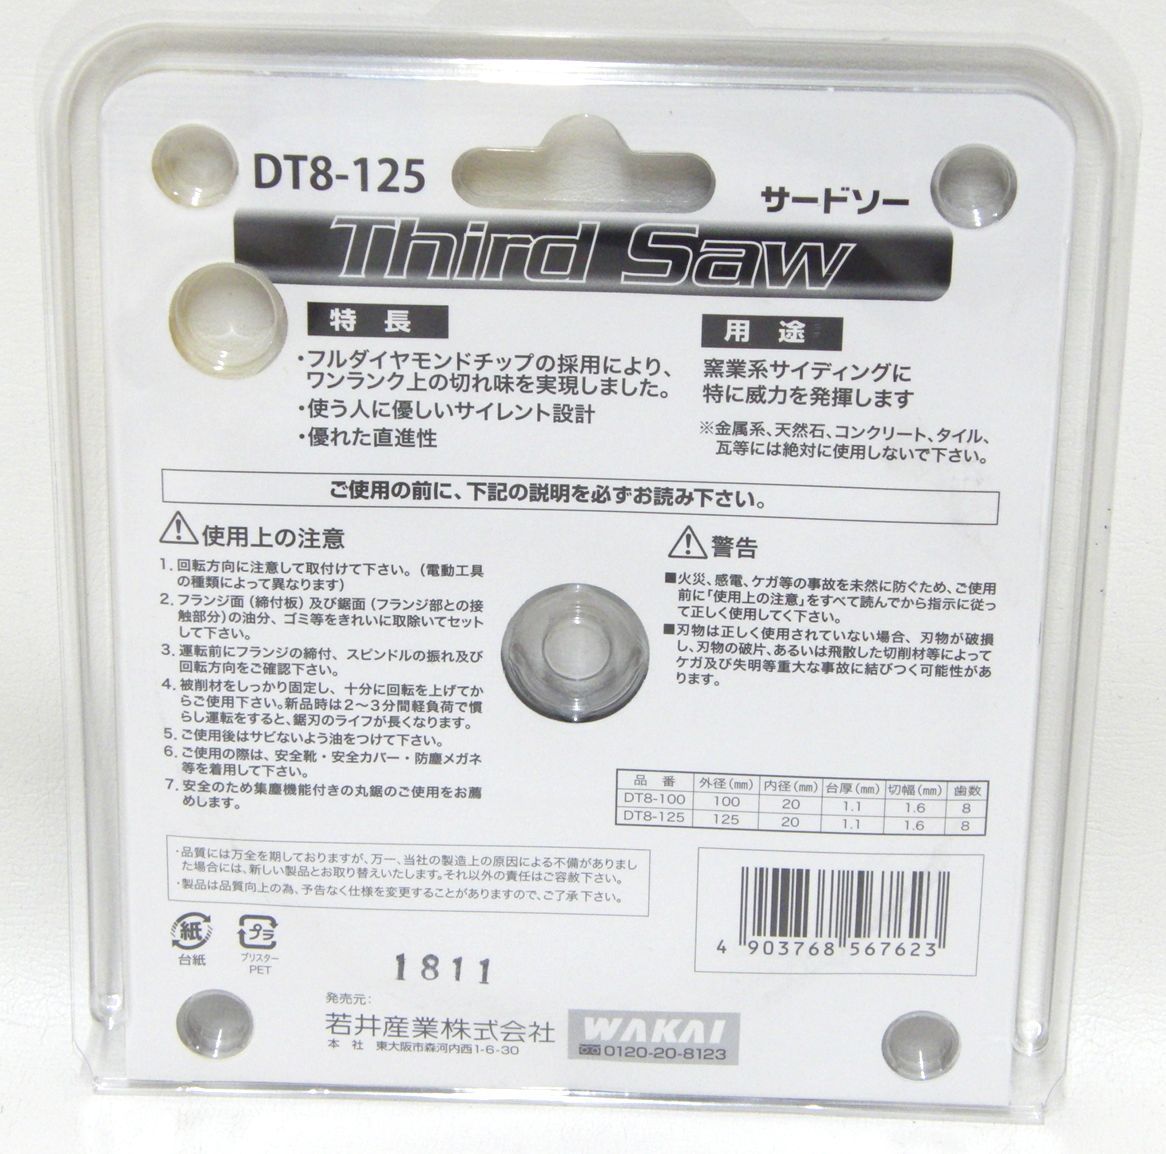 DT8-125
サードソー
Third Saw
特 長
・フルダイヤモンドチップの採用により、
ワンランク上の切れ味を実現しました。
・使う人に優しいサイレント設計
・優れた直進性
用 途
窯業系サイディングに
特に威力を発揮します
※金属系、天然石、コンクリート、タイル、
瓦等には絶対に使用しないで下さい。
ご使用の前に、下記の説明を必ずお読み下さい。
使用上の注意
1. 回転方向に注意して取付けて下さい。(電動工具
の種類によって異なります)
2. フランジ面(締付板)及び鋸面(フランジ部との接
触部分)の油分、ゴミ等をきれいに取除いてセット
して下さい。
3. 運転前にフランジの締付、スピンドルの振れ及び
回転方向をご確認下さい。
4. 被削材をしっかり固定し、十分に回転を上げてか
らご使用下さい。新品時は2〜3分間軽負荷で慣
らし運転をすると、鋸刃のライフが長くなります。
5. ご使用後はサビないよう油をつけて下さい。
6. ご使用の際は、安全靴・安全カバー・防塵メガネ
等を着用して下さい。
7. 安全のため集塵機能付きの丸鋸のご使用をお薦
めします。
警告
■火災、感電、ケガ等の事故を未然に防ぐため、ご使用
前に「使用上の注意」をすべて読んでから指示に従っ
て正しく使用してく下さい。
■刃物は正しく使用されていない場合、刃物が破損
し、刃物の破片、あるいは飛散した切削材等によって
ケガ及び失明等重大な事故に結びつく可能性があ
ります。
品 番 外径(㎜) 内径(㎜) 台厚(㎜) 切幅(㎜) 歯数
DT8-100 100 20 1.1 1.6 8
DT8-125 125 20 1.1 1.6 8
・品質には万全を期しておりますが、万一、当社の製造上の原因による不備がありまし
た場合には、新しい製品とお取り替えいたします。それ以外の責任はご容赦下さい。
・製品は品質向上の為、予告なく仕様を変更することがありますので、ご了承下さい。
4 903768 567623
紙
台紙
プラ
ブリスター
PET
1811
発売元:
若井産業株式会社
本 社 東大阪市森河内西1-6-30
WAKAI
0120-20-8123